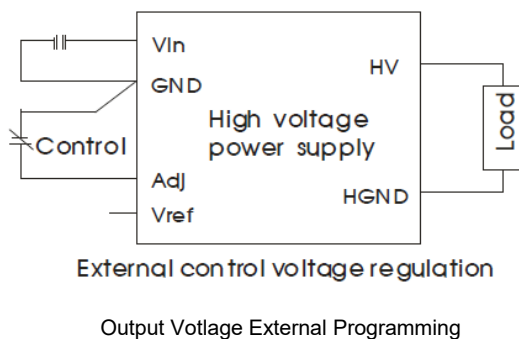 VIn
GND
HV
High voltage
power supply
Control
Load
Adj
HGND
Vref
External control voltage regulation
Output Votlage External Programming